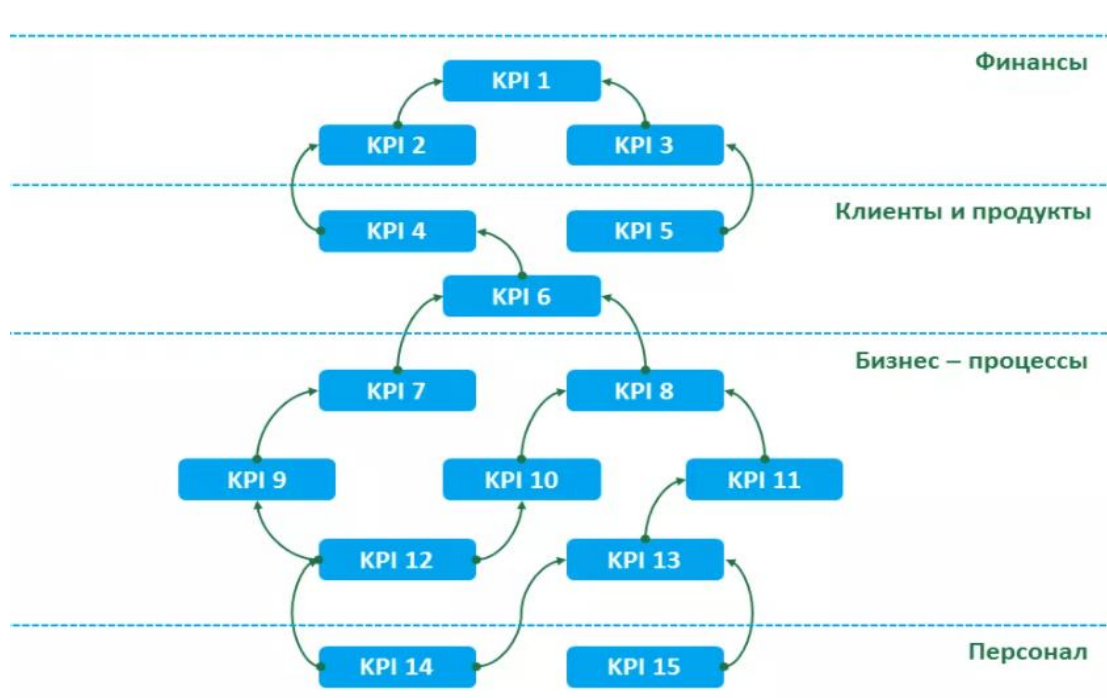 Финансы
KPI 1
KPI 2
KPI 3
Клиенты и продукты
KPI 4
KPI 5
KPI 6
Бизнес – процессы
KPI 7
KPI 8
KPI 9
KPI 10
KPI 11
KPI 12
KPI 13
Персонал
KPI 14
KPI 15